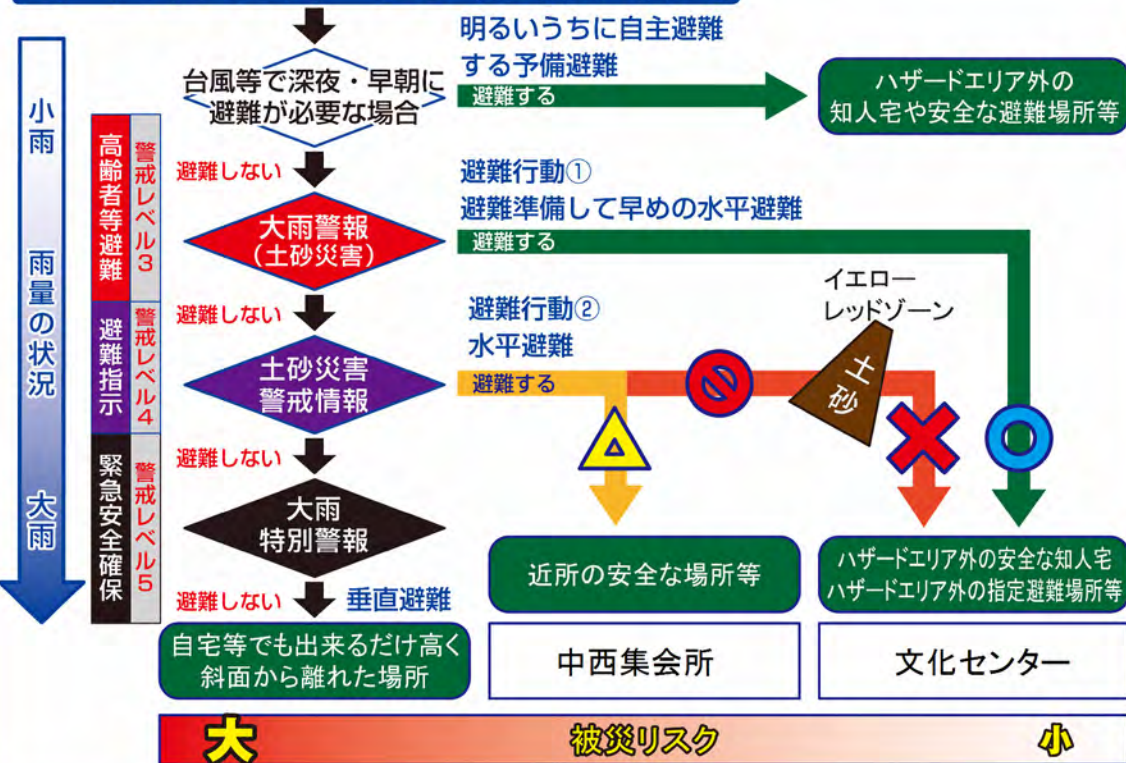 明るいうちに自主避難
する予備避難
避難する
台風等で深夜・早朝に
避難が必要な場合
ハザードエリア外の
知人宅や安全な避難場所等
小雨
雨量の状況
大雨
高齢者等避難
警戒レベル3
避難しない
避難行動①
避難準備して早めの水平避難
避難する
大雨警報
(土砂災害)
イエロー
レッドゾーン
避難指示
警戒レベル4
避難しない
避難行動②
水平避難
避難する
土砂災害
警戒情報
土砂
緊急安全確保
警戒レベル5
避難しない
大雨
特別警報
避難しない
垂直避難
近所の安全な場所等
ハザードエリア外の安全な知人宅
ハザードエリア外の指定避難場所等
自宅等でも出来るだけ高く
斜面から離れた場所
中西集会所
文化センター
大
被災リスク
小